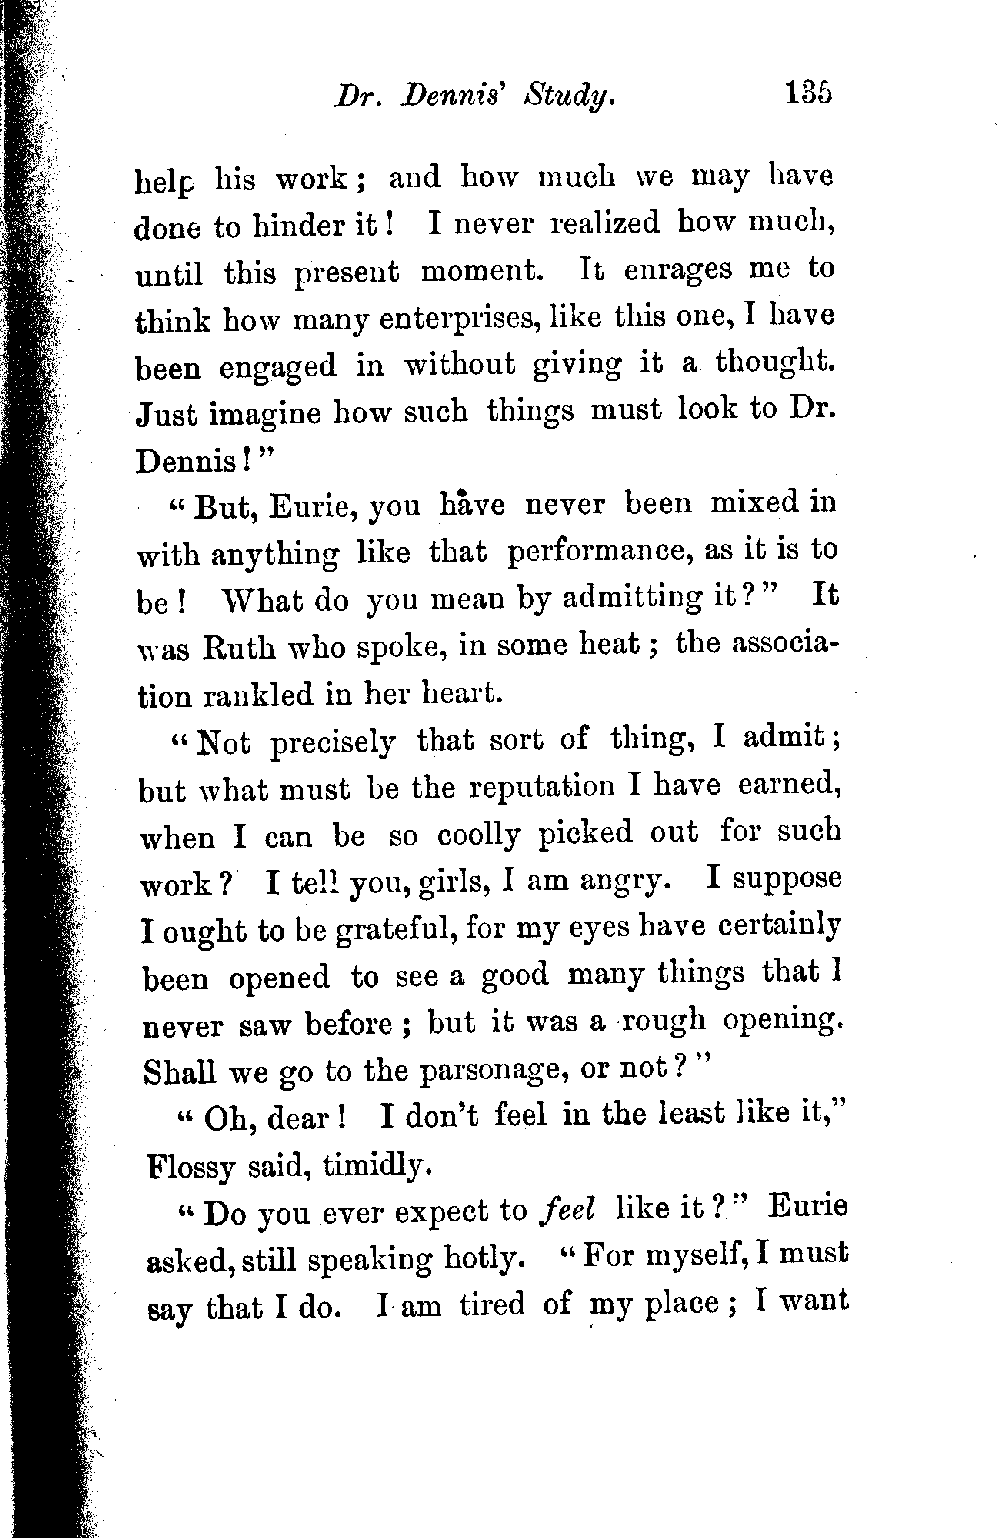 Dr. Dennis' Study. 135
help his work; and how much we may have
done to hinder it! I never realized how much,
until this present moment. It enrages me to
think how many enterprises, like this one, I have
been engaged in without giving it a thought.
Just imagine how such things must look to Dr.
Dennis!"
"But, Eurie, you have never been mixed in
with anything like that performance, as it is to
be! What do you mean by admitting it?" It
was Ruth who spoke, in some heat; the associa-
tion rankled in her heart.
"Not precisely that sort of thing, I admit;
but what must be the reputation I have earned,
when I can be so coolly picked out for such
work? I tell you, girls, I am angry. I suppose
I ought to be grateful, for my eyes have certainly
been opened to see a good many things that I
never saw before; but it was a rough opening.
Shall we go to the parsonage, or not?"
"Oh, dear! I don't feel in the least like it,"
Flossy said, timidly.
"Do you ever expect to feel like it?" Eurie
asked, still speaking hotly. "For myself, I must
say that I do. I am tired of my place; I want